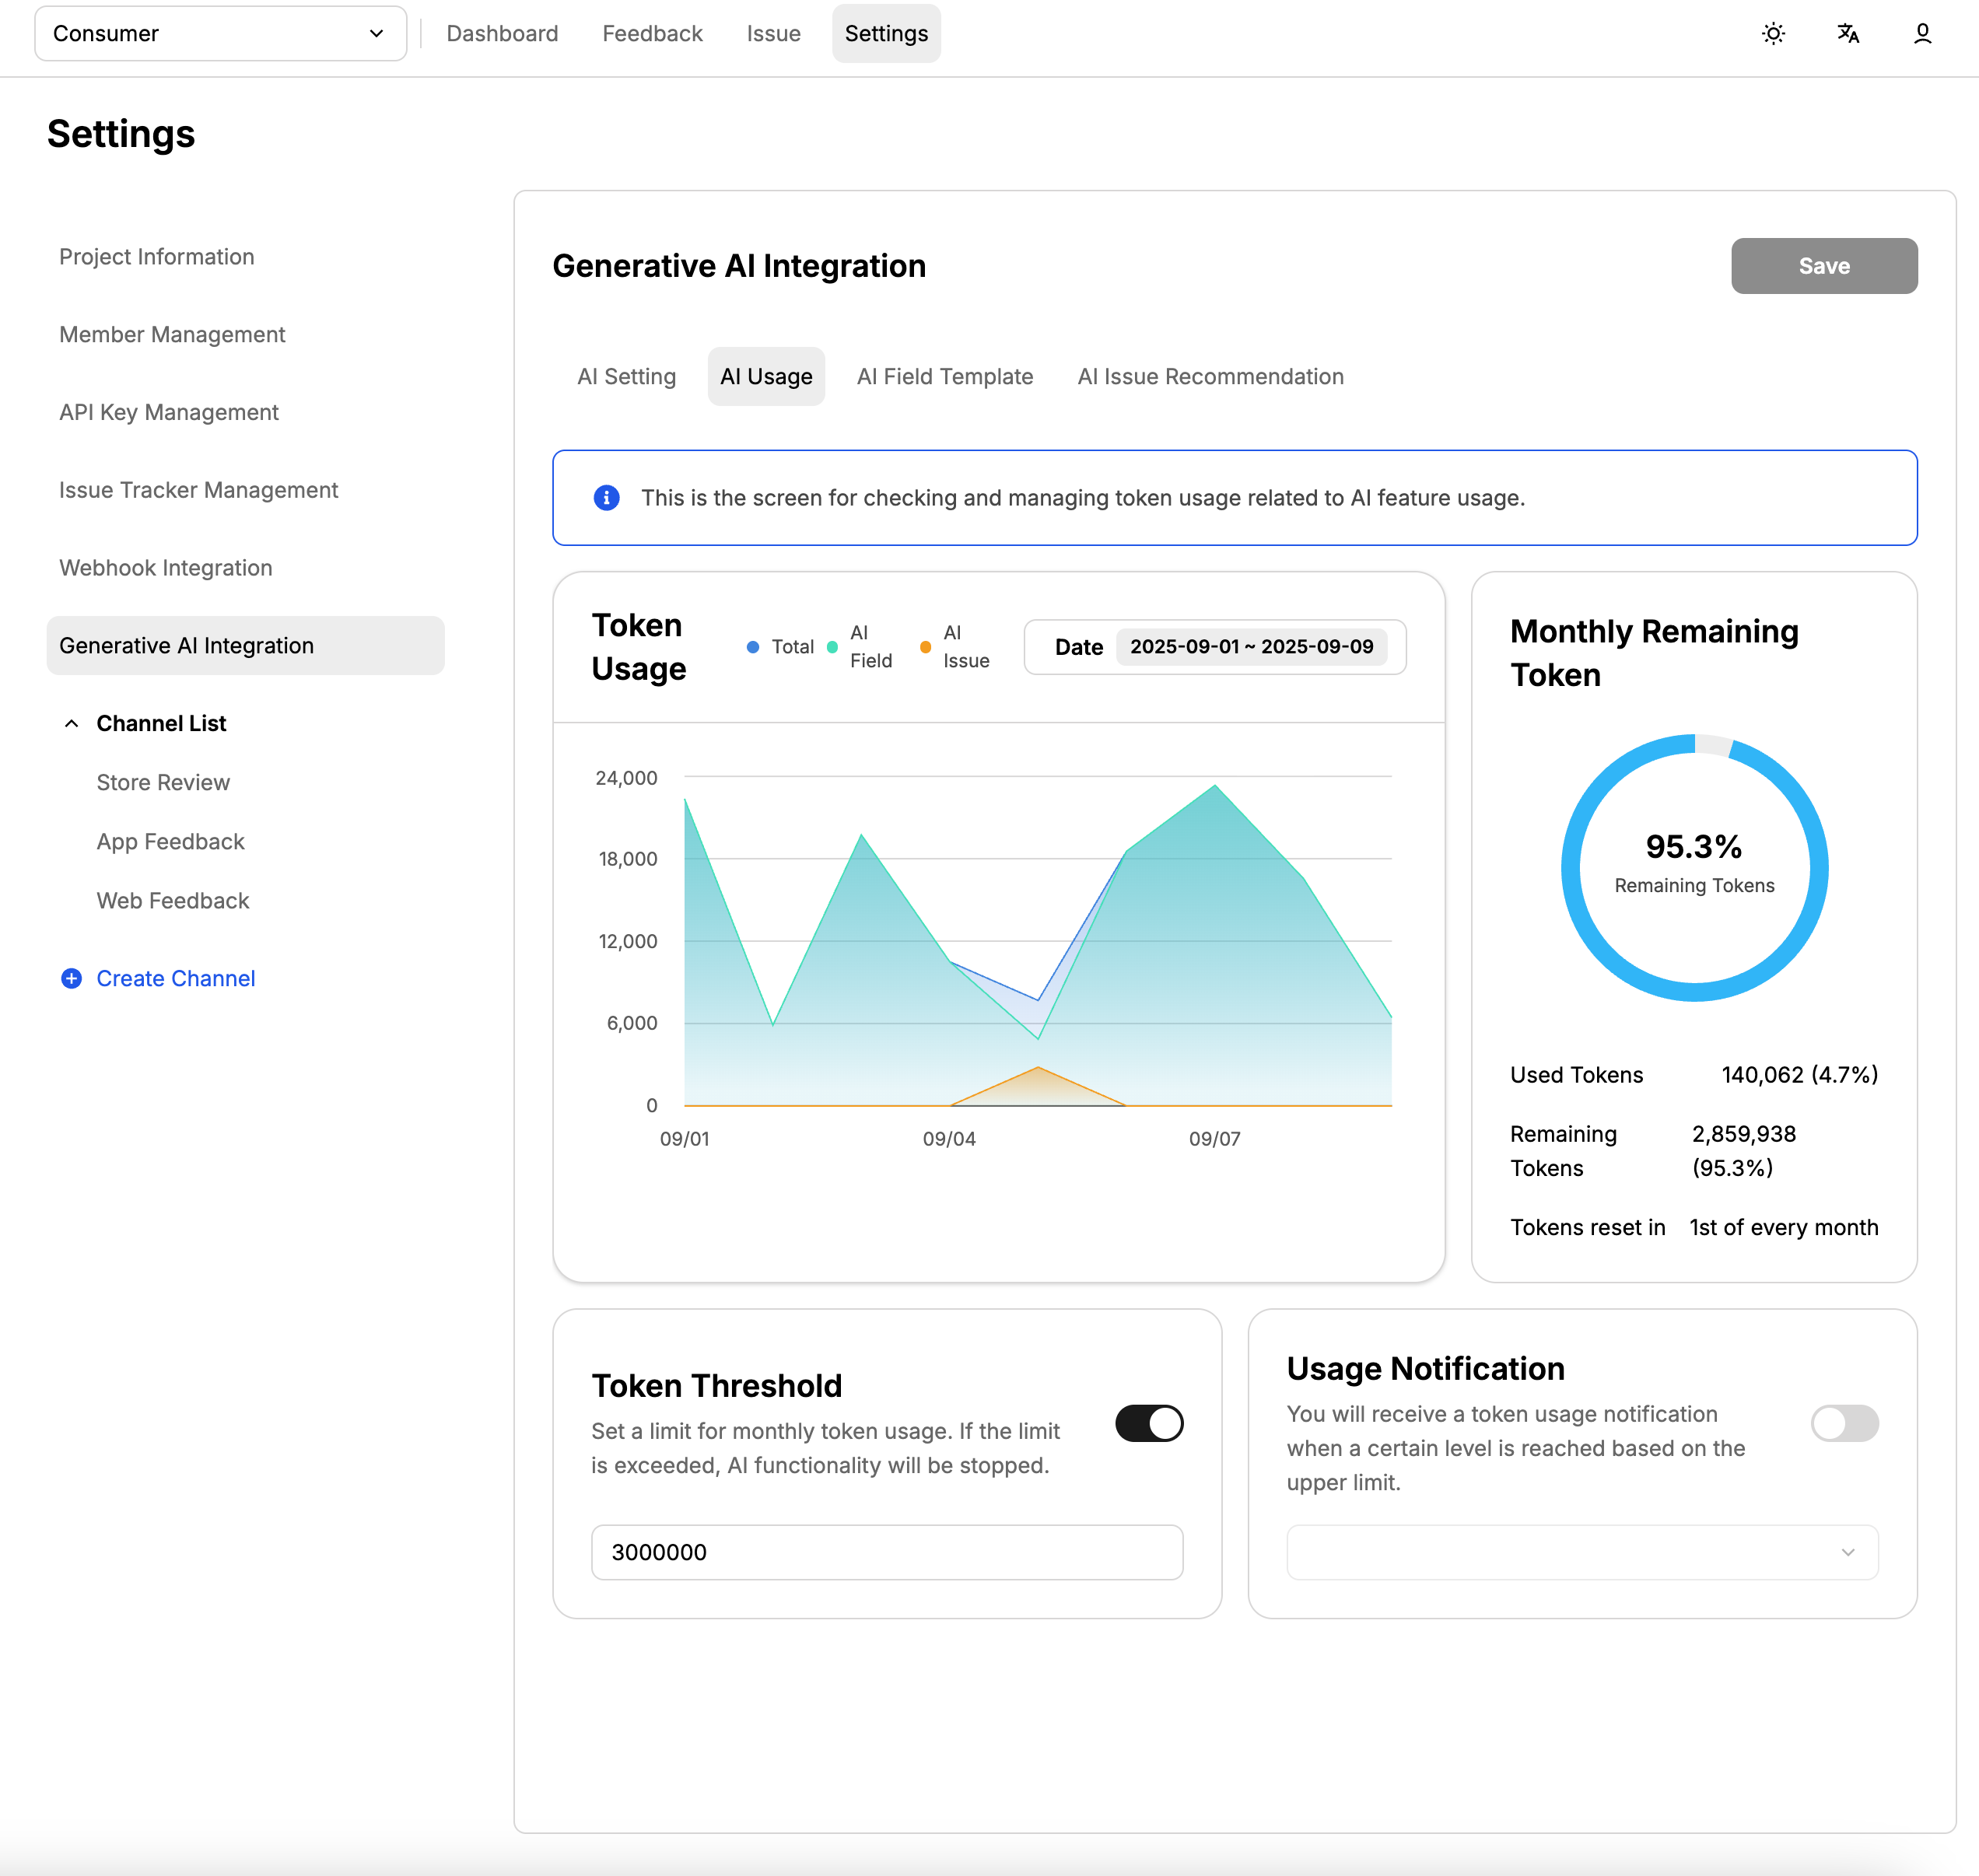 Consumer
Dashboard
Feedback
Issue
Settings
Settings
Project Information
Member Management
API Key Management
Issue Tracker Management
Webhook Integration
Generative AI Integration
Channel List
Store Review
App Feedback
Web Feedback
Create Channel
Generative AI Integration
Save
AI Setting
AI Usage
AI Field Template
AI Issue Recommendation
This is the screen for checking and managing token usage related to AI feature usage.
Token
Usage
Total
AI
Field
AI
Issue
Date
2025-09-01 ~ 2025-09-09
24,000
18,000
12,000
6,000
0
09/01
09/04
09/07
Monthly Remaining
Token
95.3%
Remaining Tokens
Used Tokens
140,062 (4.7%)
Remaining
Tokens
2,859,938
(95.3%)
Tokens reset in
1st of every month
Token Threshold
Set a limit for monthly token usage. If the limit
is exceeded, AI functionality will be stopped.
3000000
Usage Notification
You will receive a token usage notification
when a certain level is reached based on the
upper limit.